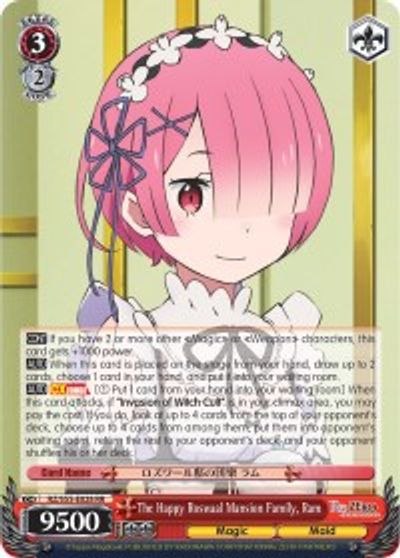 3
2
CONT If you have 2 or more other «Magic» or «Weapon» characters, this
card gets +1000 power.
AUTO When this card is placed on the stage from your hand, draw up to 2
cards, choose 1 card in your hand, and put it into your waiting room.
AUTO [(1) Put 1 card from your hand into your waiting room] When
this card attacks, if "Invasion of Witch Cult" is in your climax area, you may
pay the cost. If you do, look at up to 4 cards from the top of your opponent's
deck, choose up to 4 cards from among them, put them into your opponent's
waiting room, return the rest to your opponent's deck, and your opponent
shuffles his or her deck.
Card Name ロズワール邸の団欒 ラム
9500
The Happy Roswaal Mansion Family, Ram
Magic Maid